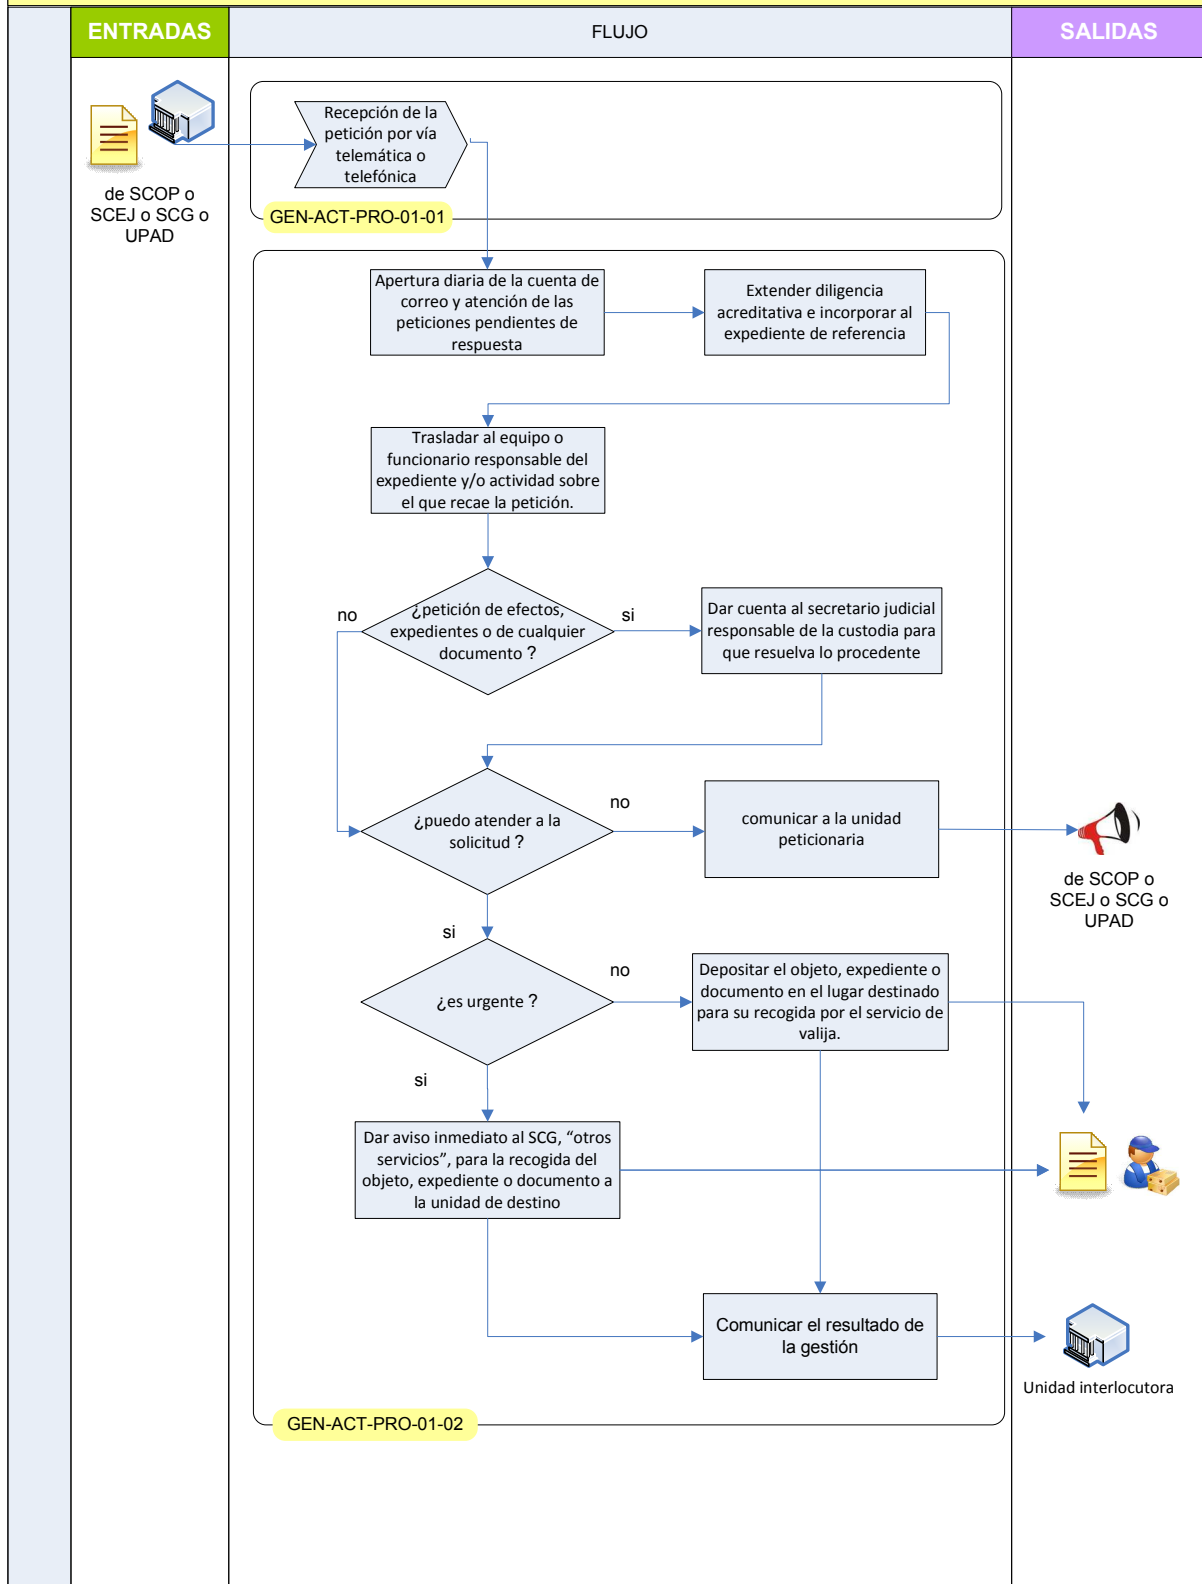 ENTRADAS
FLUJO
SALIDAS
Recepción de la
petición por vía
telemática o
telefónica
de SCOP o
SCEJ o SCG o
UPAD
GEN-ACT-PRO-01-01
Apertura diaria de la cuenta de
correo y atención de las
peticiones pendientes de
respuesta
Extender diligencia
acreditativa e incorporar al
expediente de referencia
Trasladar al equipo o
funcionario responsable del
expediente y/o actividad sobre
el que recae la petición.
no
¿petición de efectos,
expedientes o de cualquier
documento ?
si
Dar cuenta al secretario judicial
responsable de la custodia para
que resuelva lo procedente
¿puedo atender a la
solicitud ?
no
comunicar a la unidad
peticionaria
de SCOP o
SCEJ o SCG o
UPAD
si
¿es urgente ?
no
Depositar el objeto, expediente o
documento en el lugar destinado
para su recogida por el servicio de
valija.
si
Dar aviso inmediato al SCG, “otros
servicios”, para la recogida del
objeto, expediente o documento a
la unidad de destino
Comunicar el resultado de
la gestión
Unidad interlocutora
GEN-ACT-PRO-01-02